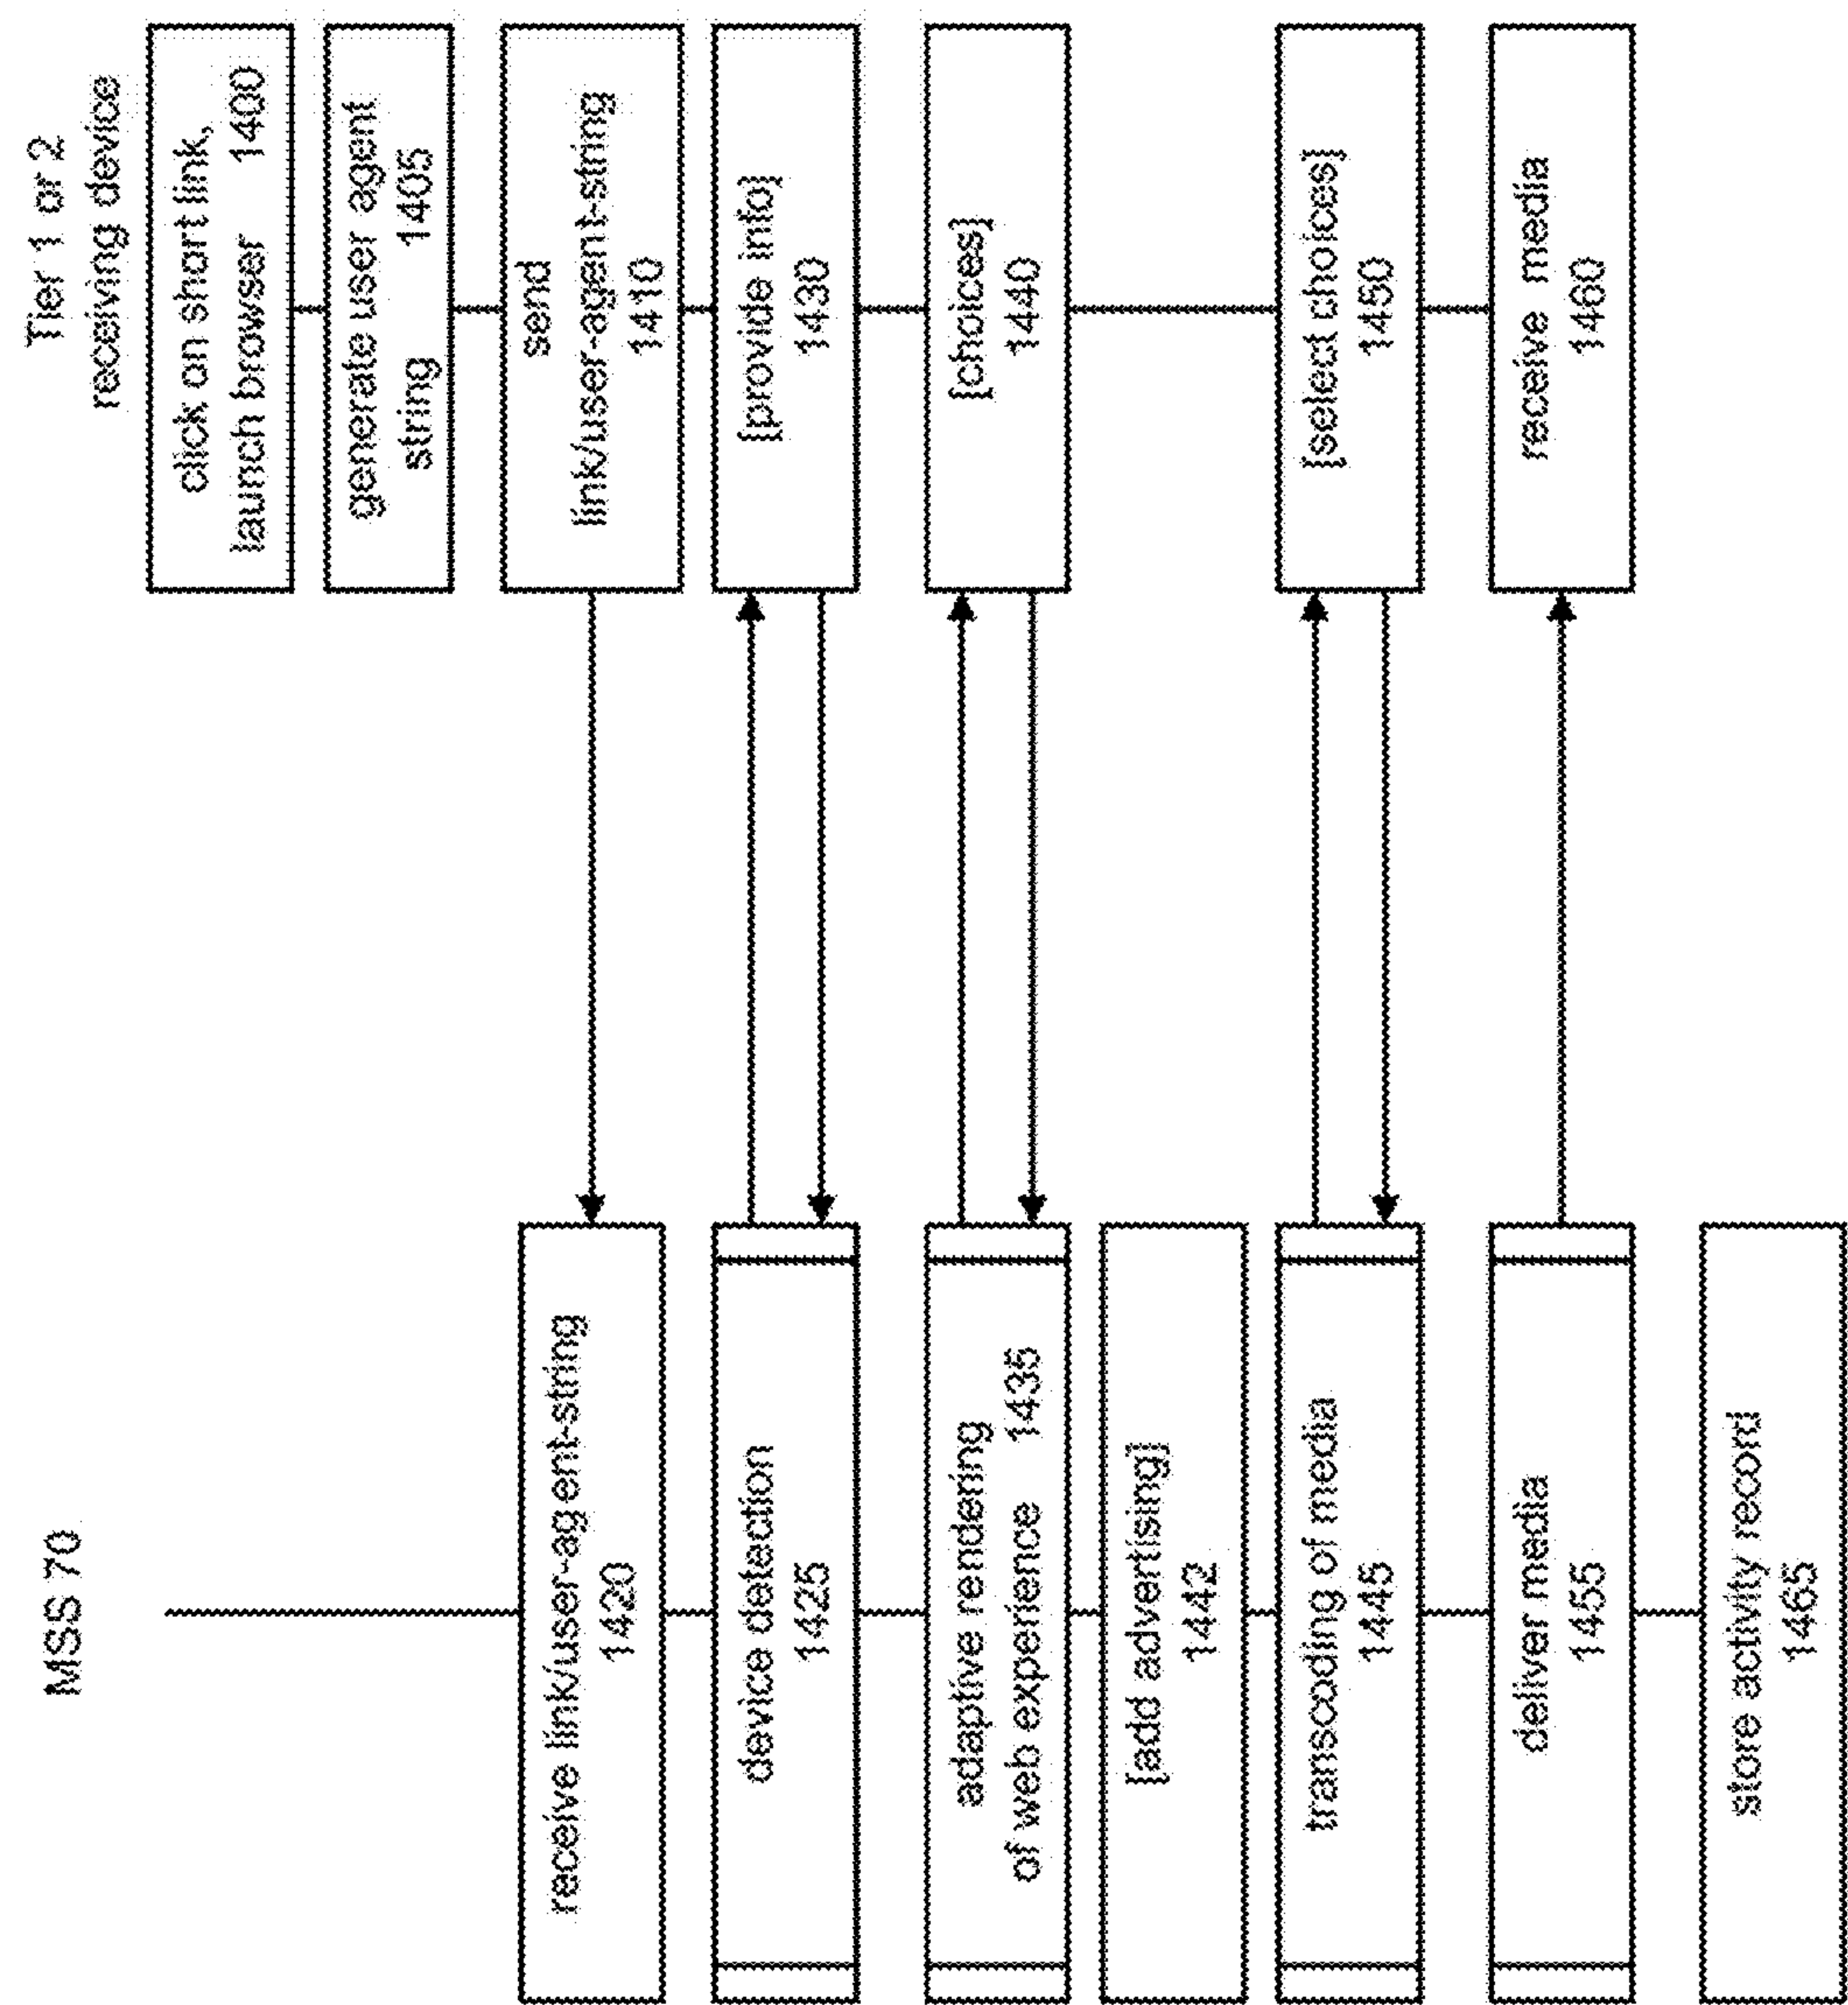 MSS 70
Tier 1 or 2
receiving device
click on short link,
launch browser 1400
generate user agent
string 1405
send
link/user-agent-string
1410
receive link/user-agent-string
1420
device detection
1425
[provide info]
1430
adaptive rendering
of web experience 1435
[choices]
1440
[add advertising]
1442
transcoding of media
1445
[select choices]
1450
deliver media
1455
receive media
1460
store activity record
1465